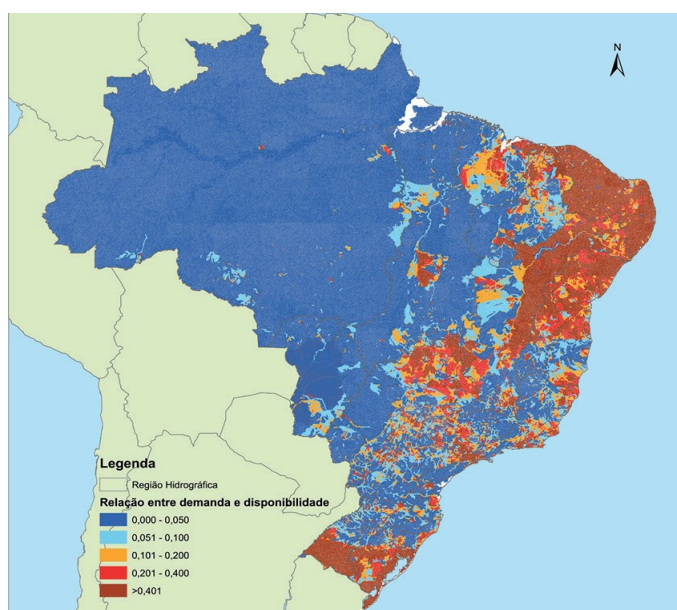 N
Legenda
Região Hidrográfica
Relação entre demanda e disponibilidade
0,000 - 0,050
0,051 - 0,100
0,101 - 0,200
0,201 - 0,400
>0,401